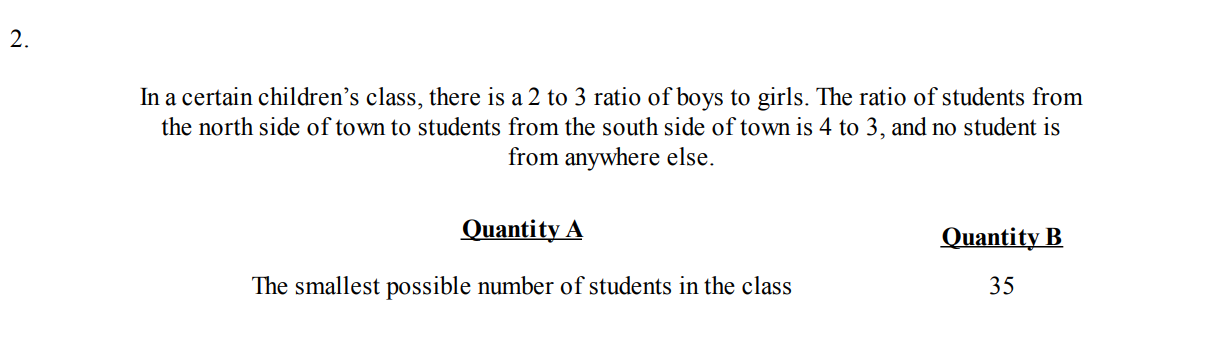 2.
In a certain children’s class, there is a 2 to 3 ratio of boys to girls. The ratio of students from
the north side of town to students from the south side of town is 4 to 3, and no student is
from anywhere else.
Quantity A
Quantity B
The smallest possible number of students in the class
35